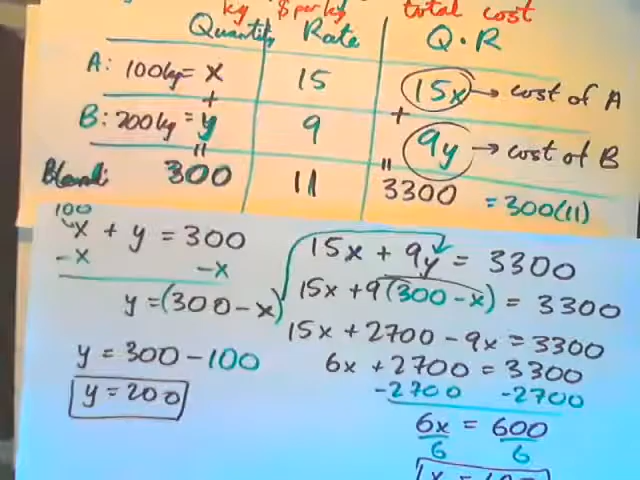 kg $ per kg total cost
Quantity Rate Q·R
A: 100kg = x 15 15x → cost of A
+ +
B: 200kg = y 9 9y → cost of B
=
Blend: 300 11 3300 = 300(11)
100
x + y = 300
-x -x
y = (300 - x)
y = 300 - 100
y = 200
15x + 9y = 3300
15x + 9(300 - x) = 3300
15x + 2700 - 9x = 3300
6x + 2700 = 3300
-2700 -2700
6x = 600
6 6